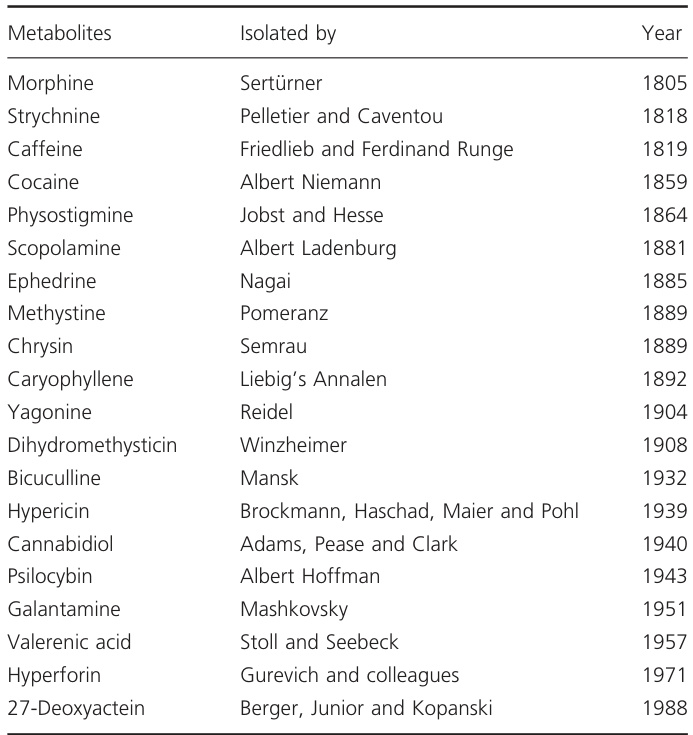 Metabolites Isolated by Year
Morphine Sertürner 1805
Strychnine Pelletier and Caventou 1818
Caffeine Friedlieb and Ferdinand Runge 1819
Cocaine Albert Niemann 1859
Physostigmine Jobst and Hesse 1864
Scopolamine Albert Ladenburg 1881
Ephedrine Nagai 1885
Methystine Pomeranz 1889
Chrysin Semrau 1889
Caryophyllene Liebig's Annalen 1892
Yagonine Reidel 1904
Dihydromethysticin Winzheimer 1908
Bicuculline Mansk 1932
Hypericin Brockmann, Haschad, Maier and Pohl 1939
Cannabidiol Adams, Pease and Clark 1940
Psilocybin Albert Hoffman 1943
Galantamine Mashkovsky 1951
Valerenic acid Stoll and Seebeck 1957
Hyperforin Gurevich and colleagues 1971
27-Deoxyactein Berger, Junior and Kopanski 1988